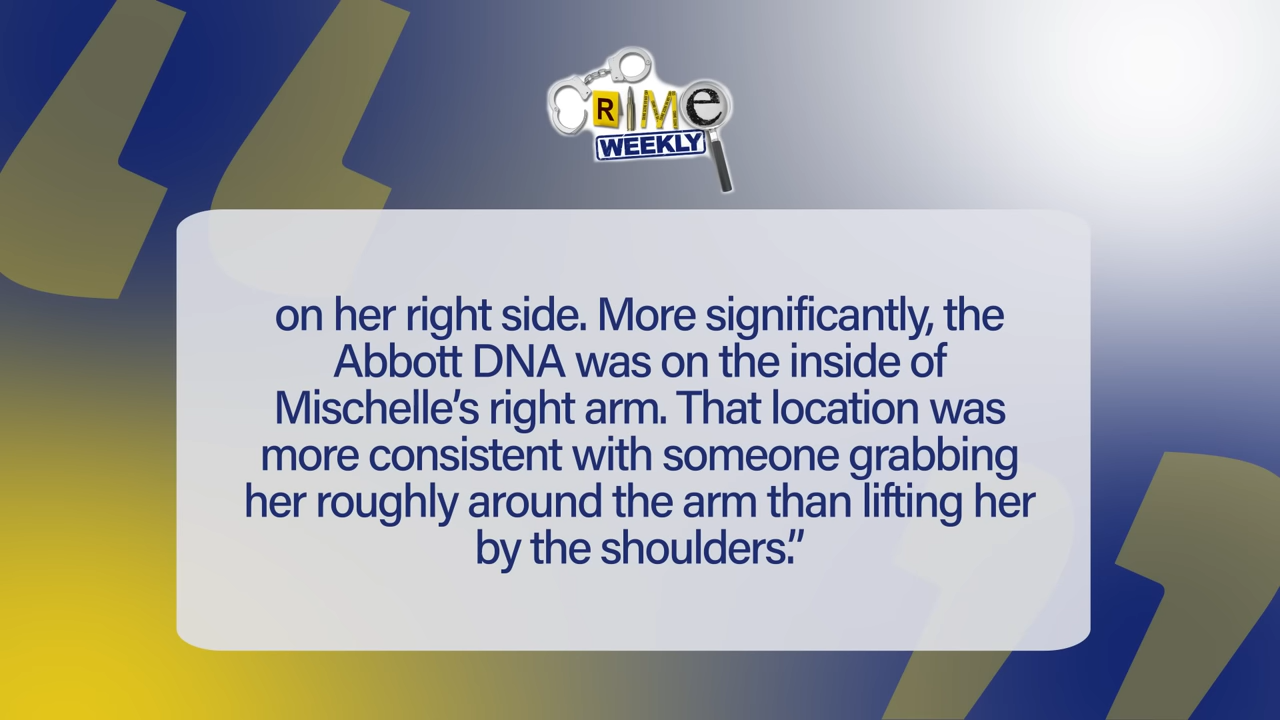 CRIMe
WEEKLY
on her right side. More significantly, the
Abbott DNA was on the inside of
Mischelle’s right arm. That location was
more consistent with someone grabbing
her roughly around the arm than lifting her
by the shoulders.”